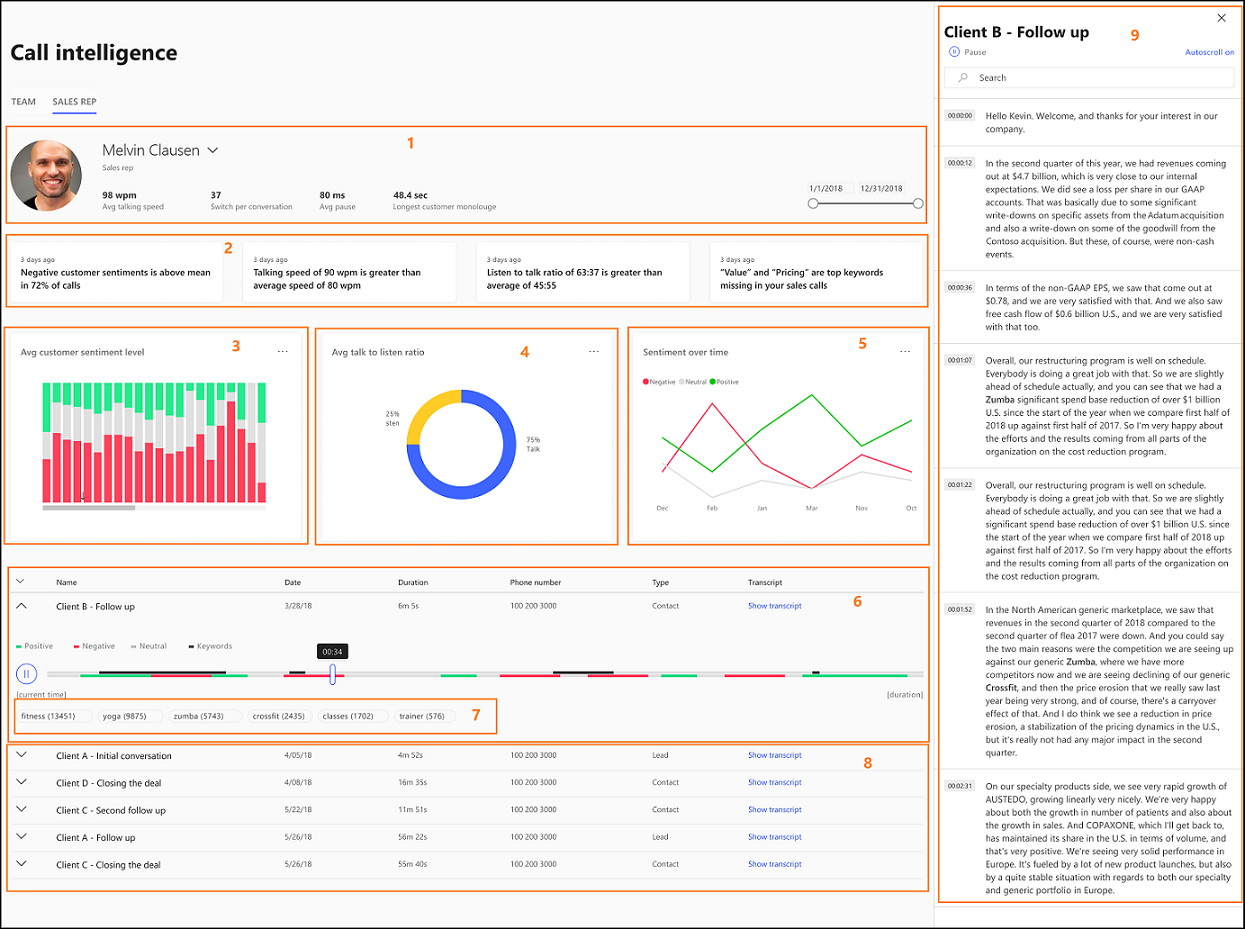 Call intelligence
TEAM
SALES REP
1
Melvin Clausen
Sales rep
98 wpm
Avg talking speed
37
Switch per conversation
80 ms
Avg pause
48.4 sec
Longest customer monolouge
1/1/2018
12/31/2018
2
3 days ago
Negative customer sentiments is above mean
in 72% of calls
3 days ago
Talking speed of 90 wpm is greater than
average speed of 80 wpm
3 days ago
Listen to talk ratio of 63:37 is greater than
average of 45:55
3 days ago
“Value” and “Pricing” are top keywords
missing in your sales calls
Avg customer sentiment level
3
...
Avg talk to listen ratio
4
...
25%
sten
75%
Talk
Sentiment over time
5
...
Negative
Neutral
Positive
Dec
Feb
Jan
Mar
Nov
Oct
Name
Date
Duration
Phone number
Type
Transcript
Client B - Follow up
3/28/18
6m 5s
100 200 3000
Contact
Show transcript
6
Positive
Negative
Neutral
Keywords
00:34
[current time]
[duration]
fitness (13451)
yoga (9875)
zumba (5743)
crossfit (2435)
classes (1702)
trainer (576)
7
Client A - Initial conversation
4/05/18
4m 52s
100 200 3000
Lead
Show transcript
8
Client D - Closing the deal
4/08/18
16m 35s
100 200 3000
Contact
Show transcript
Client C - Second follow up
5/22/18
11m 51s
100 200 3000
Contact
Show transcript
Client A - Follow up
5/26/18
56m 22s
100 200 3000
Lead
Show transcript
Client C - Closing the deal
5/26/18
55m 40s
100 200 3000
Contact
Show transcript
Client B - Follow up
9
Pause
Autoscroll on
Search
00:00:00
Hello Kevin. Welcome, and thanks for your interest in our
company.
00:00:12
In the second quarter of this year, we had revenues coming
out at $4.7 billion, which is very close to our internal
expectations. We did see a loss per share in our GAAP
accounts. That was basically due to some significant
write-downs on specific assets from the Adatum acquisition
and also a write-down on some of the goodwill from the
Contoso acquisition. But these, of course, were non-cash
events.
00:00:36
In terms of the non-GAAP EPS, we saw that come out at
$0.78, and we are very satisfied with that. And we also saw
free cash flow of $0.6 billion U.S., and we are very satisfied
with that too.
00:01:07
Overall, our restructuring program is well on schedule.
Everybody is doing a great job with that. So we are slightly
ahead of schedule actually, and you can see that we had a
Zumba significant spend base reduction of over $1 billion
U.S. since the start of the year when we compare first half of
2018 up against first half of 2017. So I’m very happy about
the efforts and the results coming from all parts of the
organization on the cost reduction program.
00:01:22
Overall, our restructuring program is well on schedule.
Everybody is doing a great job with that. So we are slightly
ahead of schedule actually, and you can see that we had a
significant spend base reduction of over $1 billion U.S. since
the start of the year when we compare first half of 2018 up
against first half of 2017. So I’m very happy about the efforts
and the results coming from all parts of the organization on
the cost reduction program.
00:01:52
In the North American generic marketplace, we saw that
revenues in the second quarter of 2018 compared to the
second quarter of flea 2017 were down. And you could say
the two main reasons were the competition we are seeing up
against our generic Zumba, where we have more
competitors now and we are seeing declining of our generic
Crossfit, and then the price erosion that we really saw last
year being very strong, and of course, there's a carryover
effect of that. And I do think we see a reduction in price
erosion, a stabilization of the pricing dynamics in the U.S.,
but it's really not had any major impact in the second
quarter.
00:02:31
On our specialty products side, we see very rapid growth of
AUSTEDO, growing linearly very nicely. We're very happy
about both the growth in number of patients and also about
the growth in sales. And COPAXONE, which I'll get back to,
has maintained its share in the U.S. in terms of volume, and
that's very positive. We're seeing very solid performance in
Europe. It's fueled by a lot of new product launches, but also
by a quite stable situation with regards to both our specialty
and generic portfolio in Europe.